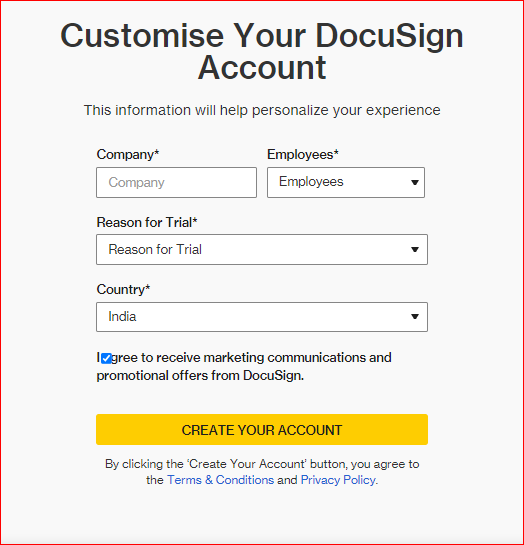 Customise Your DocuSign
Account
This information will help personalize your experience
Company* Employees*
Company Employees
Reason for Trial*
Reason for Trial
Country*
India
I agree to receive marketing communications and
promotional offers from DocuSign.
CREATE YOUR ACCOUNT
By clicking the ‘Create Your Account’ button, you agree to
the Terms & Conditions and Privacy Policy.